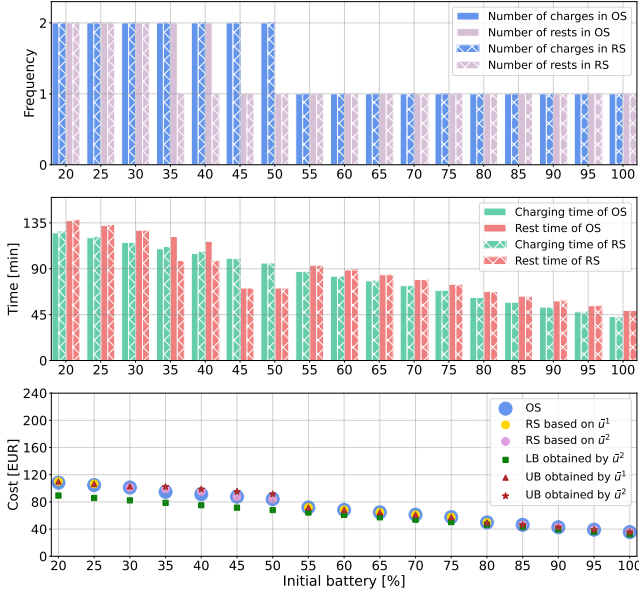 Frequency
2
1
0
Number of charges in OS
Number of rests in OS
Number of charges in RS
Number of rests in RS
20 25 30 35 40 45 50 55 60 65 70 75 80 85 90 95 100
Time [min]
135
90
45
0
Charging time of OS
Rest time of OS
Charging time of RS
Rest time of RS
20 25 30 35 40 45 50 55 60 65 70 75 80 85 90 95 100
Cost [EUR]
240
200
160
120
80
40
0
OS
RS based on ū¹
RS based on ū²
LB obtained by ū²
UB obtained by ū¹
UB obtained by ū²
20 25 30 35 40 45 50 55 60 65 70 75 80 85 90 95 100
Initial battery [%]